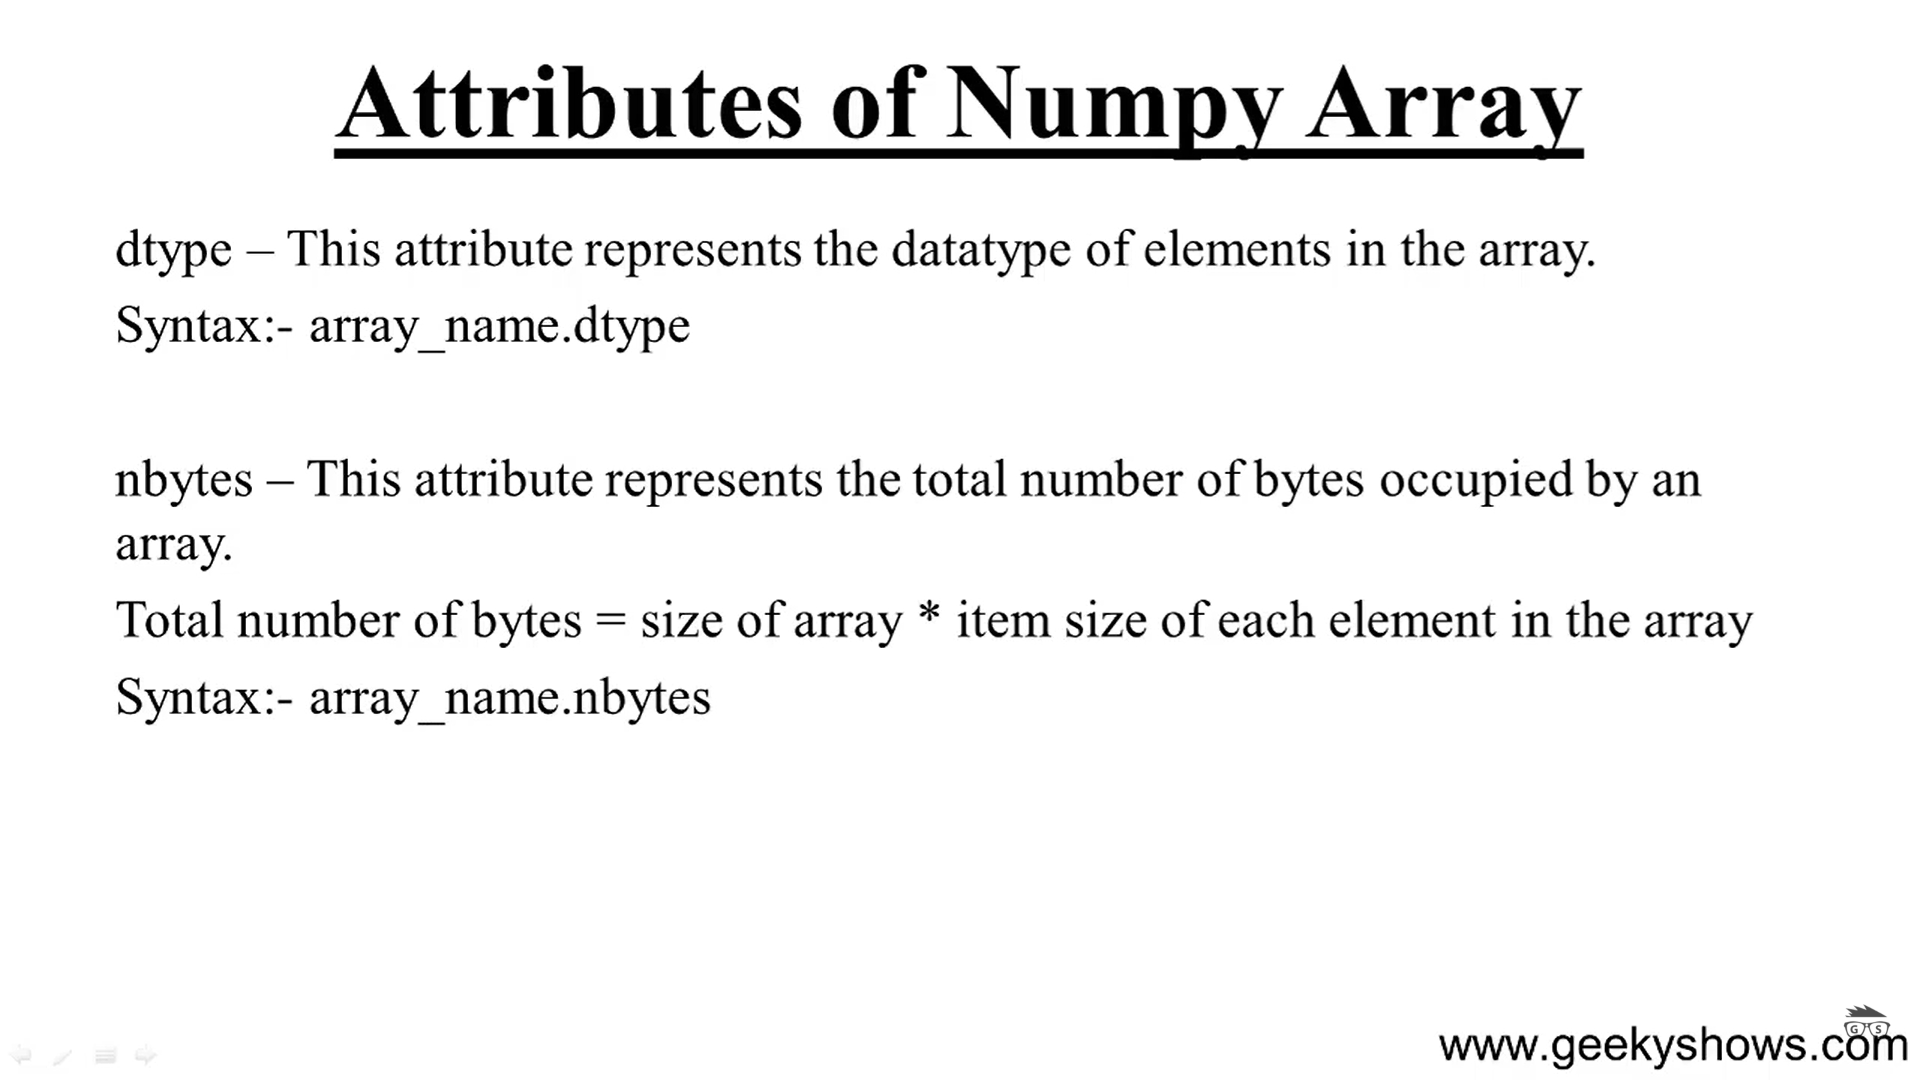 Attributes of Numpy Array
dtype – This attribute represents the datatype of elements in the array.
Syntax:- array_name.dtype
nbytes – This attribute represents the total number of bytes occupied by an
array.
Total number of bytes = size of array * item size of each element in the array
Syntax:- array_name.nbytes
G S
www.geekyshows.com